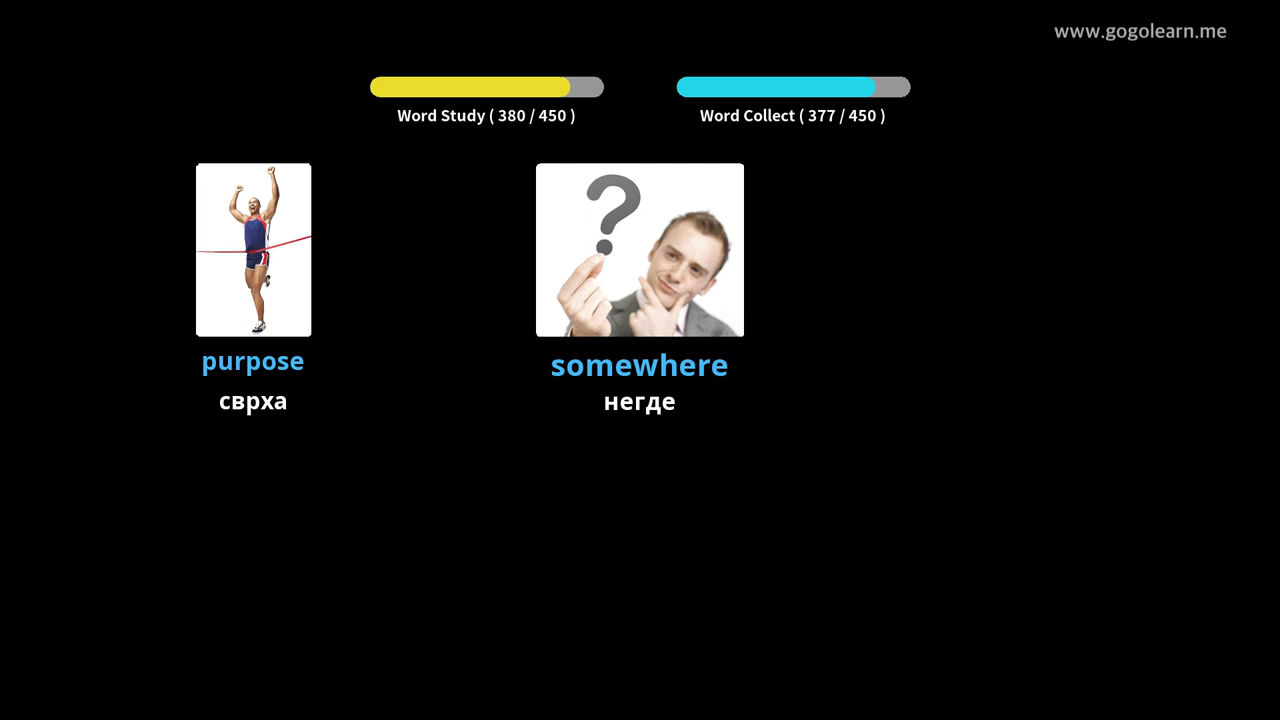 www.gogolearn.me
Word Study ( 380 / 450 )
Word Collect ( 377 / 450 )
purpose
сврха
somewhere
негде